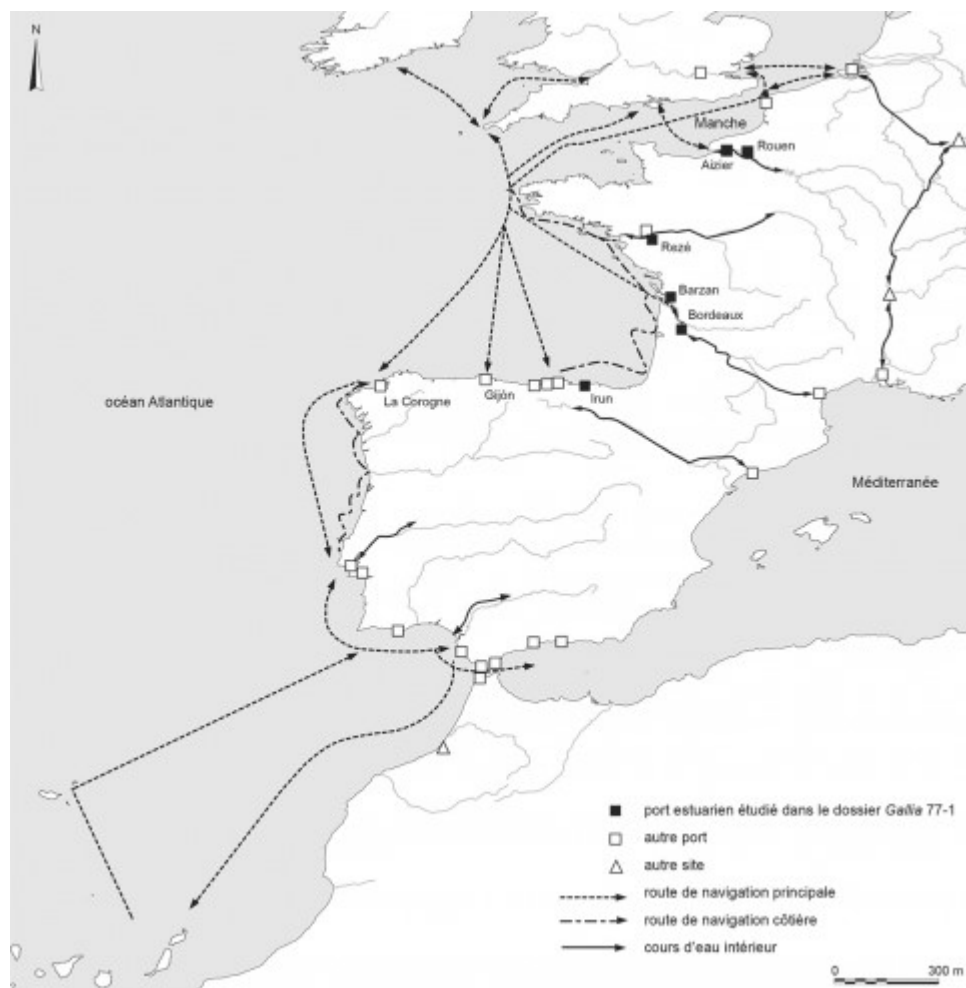 N
Manche
Rouen
Aizier
Rezé
Barzan
Bordeaux
océan Atlantique
La Corogne
Gijón
Irun
Méditerranée
port estuarien étudié dans le dossier Gallia 77-1
autre port
autre site
route de navigation principale
route de navigation côtière
cours d'eau intérieur
0 300 m